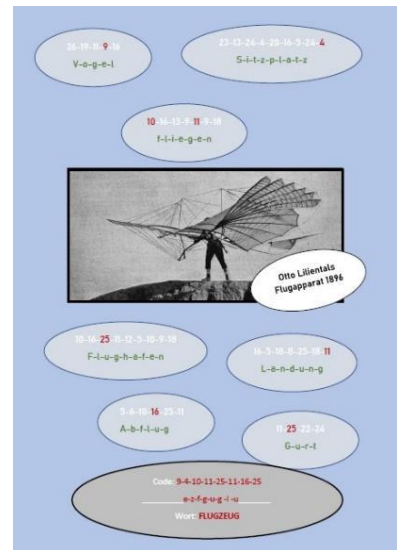 26-19-11-9-16
V-o-g-e-l
23-13-24-4-20-16-5-24-4
S-i-t-z-p-l-a-t-z
10-16-13-9-11-9-18
f-l-i-e-g-e-n
Otto Lilientals
Flugapparat 1896
10-16-25-11-12-5-10-9-18
F-l-u-g-h-a-f-e-n
16-5-18-8-25-18-11
L-a-n-d-u-n-g
5-6-10-16-25-11
A-b-f-l-u-g
11-25-22-24
G-u-r-t
Code: 9-4-10-11-25-11-16-25
e-z-f-g-u-g -l -u
Wort: FLUGZEUG